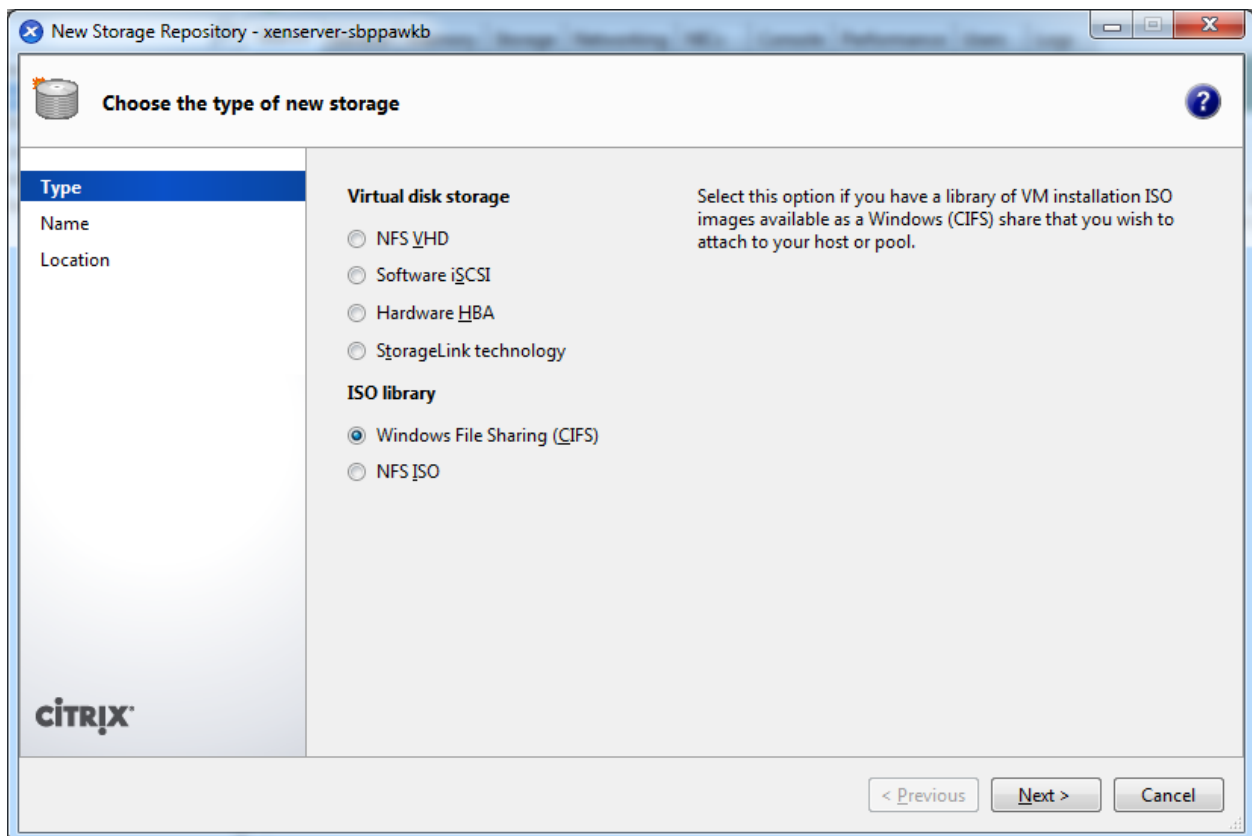 New Storage Repository - xenserver-sbppawkb
Choose the type of new storage
?
Type
Name
Location
Virtual disk storage
NFS VHD
Software iSCSI
Hardware HBA
StorageLink technology
ISO library
Windows File Sharing (CIFS)
NFS ISO
Select this option if you have a library of VM installation ISO
images available as a Windows (CIFS) share that you wish to
attach to your host or pool.
CITRIX
< Previous
Next >
Cancel